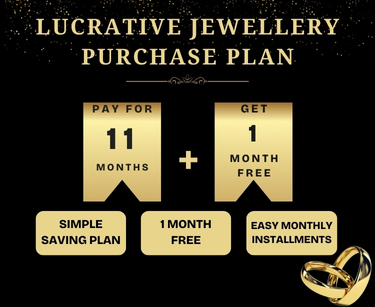 LUCRATIVE JEWELLERY
PURCHASE PLAN
PAY FOR
11
MONTHS
+
GET
1
MONTH
FREE
SIMPLE
SAVING PLAN
1 MONTH
FREE
EASY MONTHLY
INSTALLMENTS